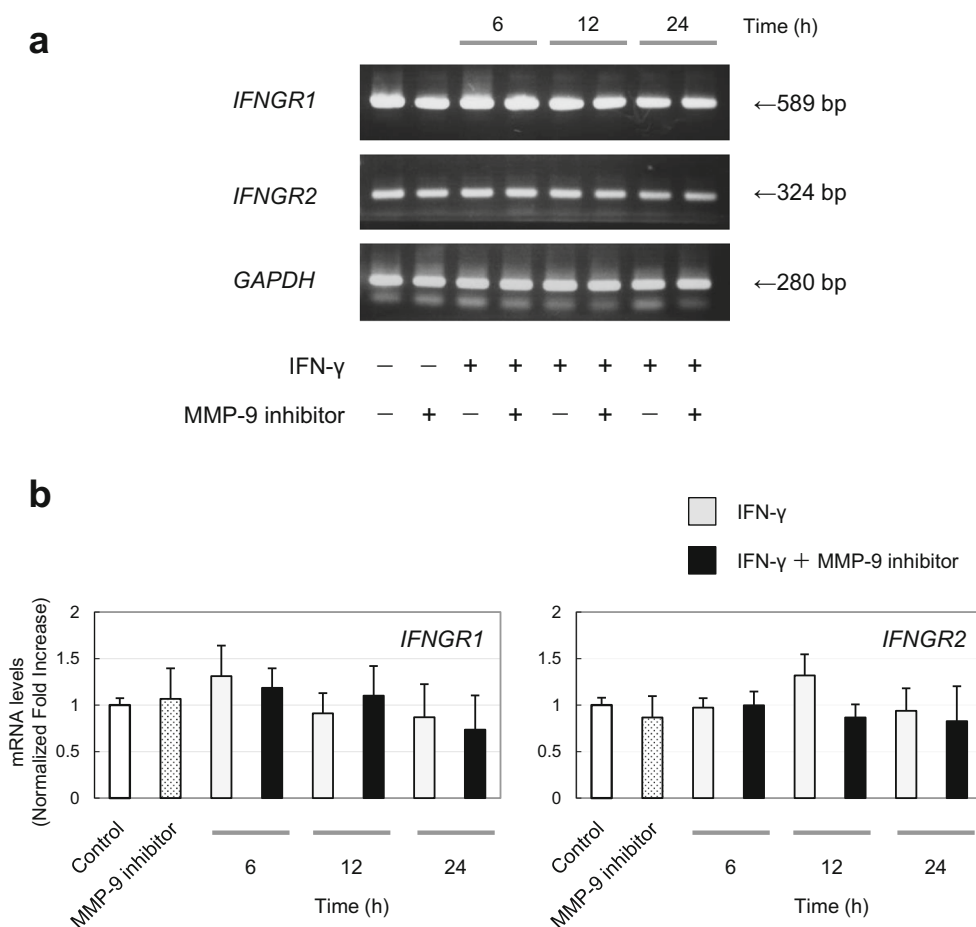 a
6 12 24 Time (h)
IFNGR1 ←589 bp
IFNGR2 ←324 bp
GAPDH ←280 bp
IFN-γ − − + + + + + +
MMP-9 inhibitor − + − + − + − +
b
IFN-γ
IFN-γ + MMP-9 inhibitor
mRNA levels
(Normalized Fold Increase)
2
1.5
1
0.5
0
IFNGR1
Control
MMP-9 inhibitor
6 12 24
Time (h)
2
1.5
1
0.5
0
IFNGR2
Control
MMP-9 inhibitor
6 12 24
Time (h)